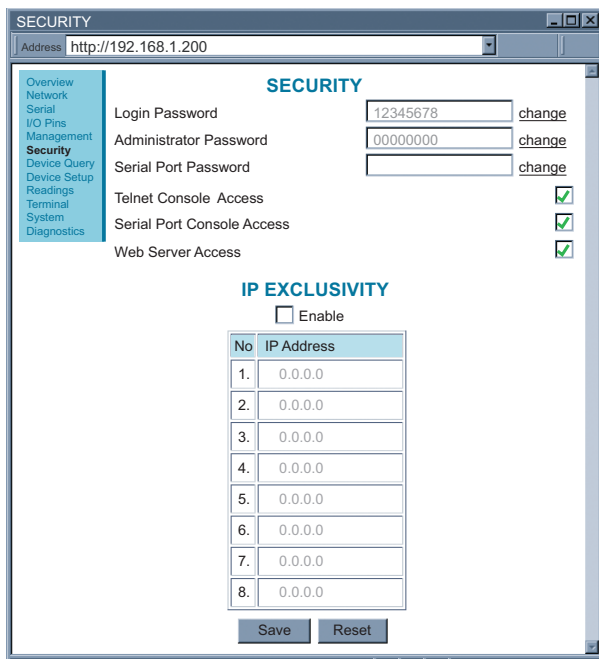 SECURITY
Address http://192.168.1.200
Overview
Network
Serial
I/O Pins
Management
Security
Device Query
Device Setup
Readings
Terminal
System
Diagnostics
SECURITY
Login Password 12345678 change
Administrator Password 00000000 change
Serial Port Password change
Telnet Console Access
Serial Port Console Access
Web Server Access
IP EXCLUSIVITY
Enable
No IP Address
1. 0.0.0.0
2. 0.0.0.0
3. 0.0.0.0
4. 0.0.0.0
5. 0.0.0.0
6. 0.0.0.0
7. 0.0.0.0
8. 0.0.0.0
Save Reset